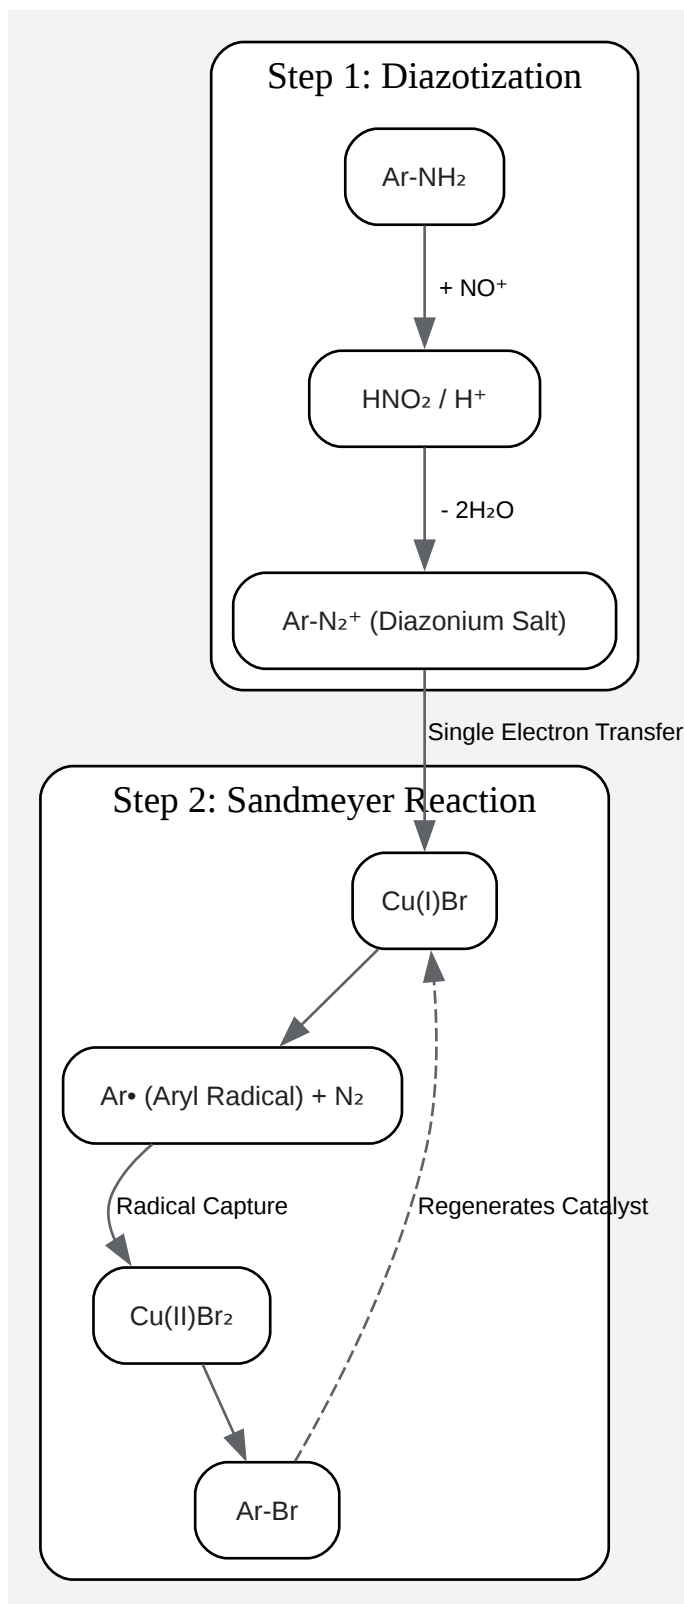 Step 1: Diazotization
Ar-NH₂
+ NO⁺
HNO₂ / H⁺
- 2H₂O
Ar-N₂⁺ (Diazonium Salt)
Single Electron Transfer
Step 2: Sandmeyer Reaction
Cu(I)Br
Ar• (Aryl Radical) + N₂
Radical Capture
Regenerates Catalyst
Cu(II)Br₂
Ar-Br